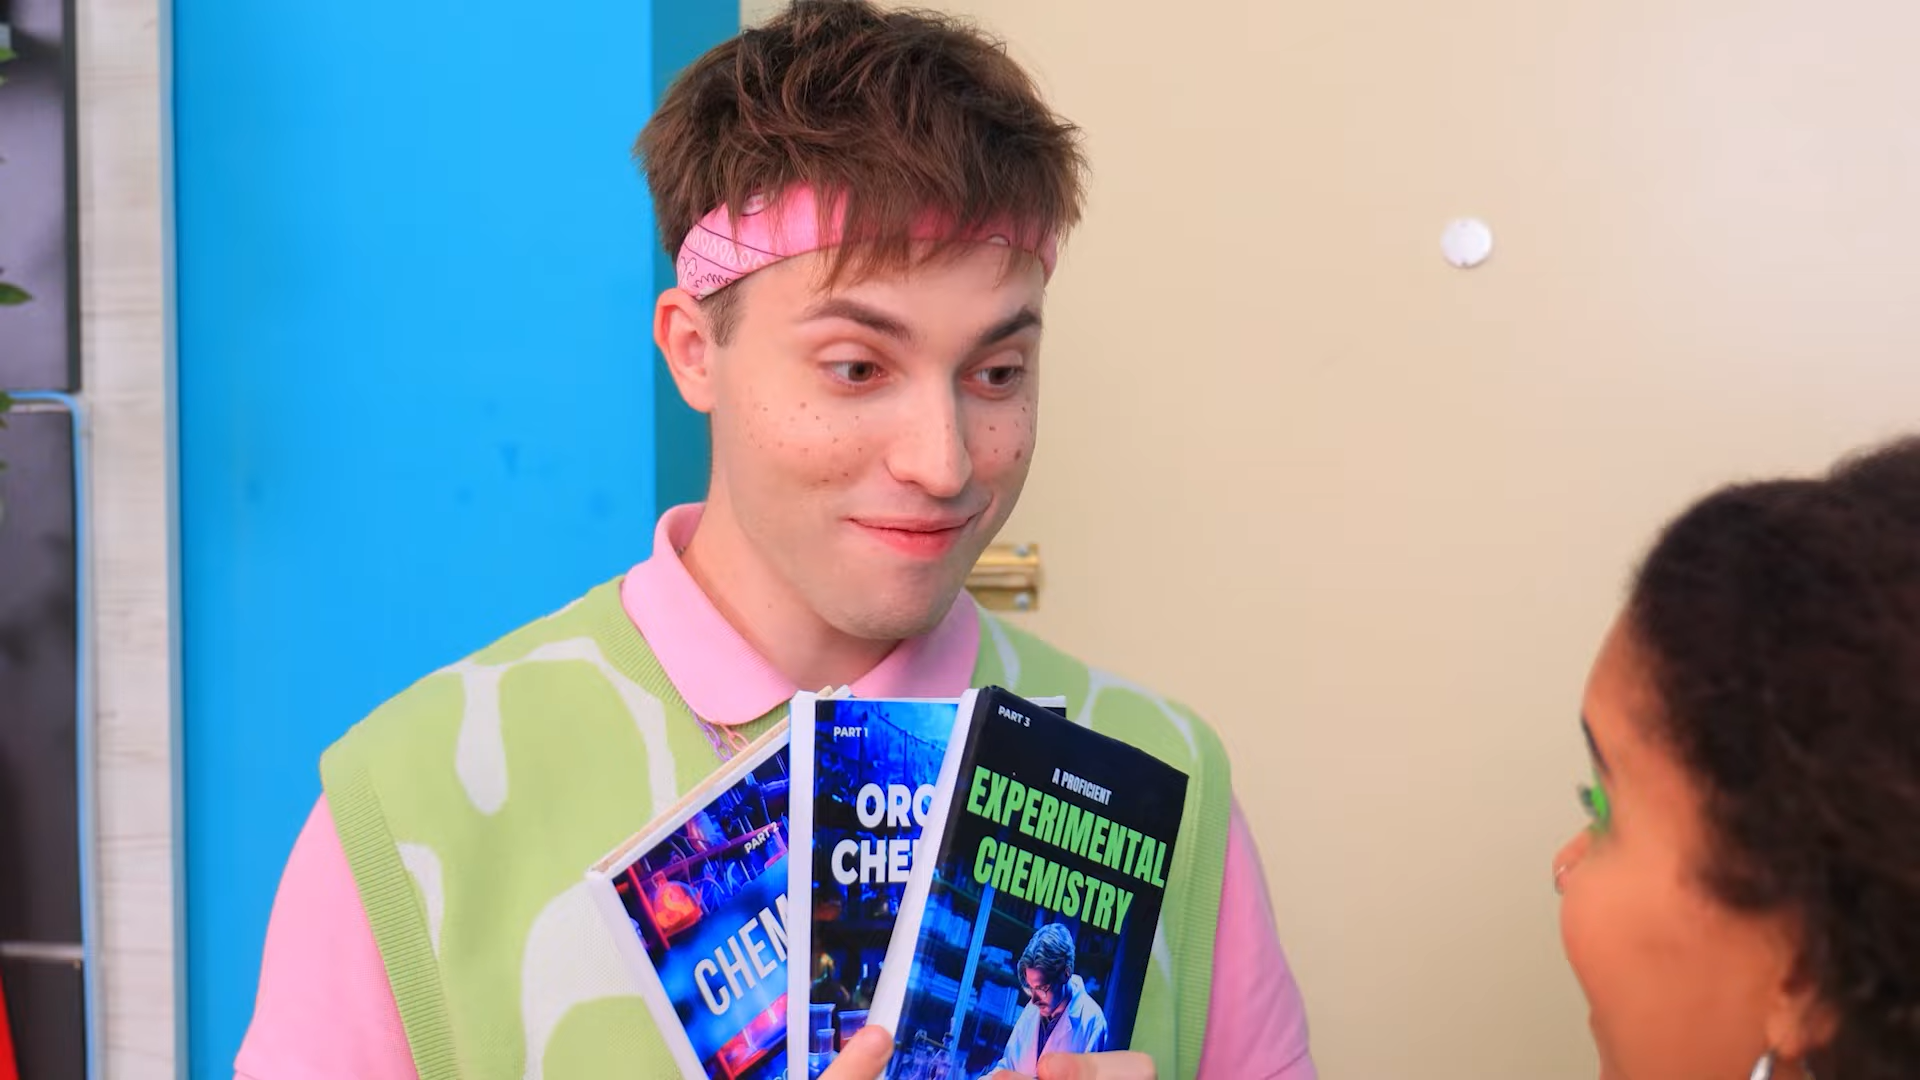 PART 2
CHEM
PART 1
ORG
CHE
PART 3
A PROFICIENT
EXPERIMENTAL
CHEMISTRY